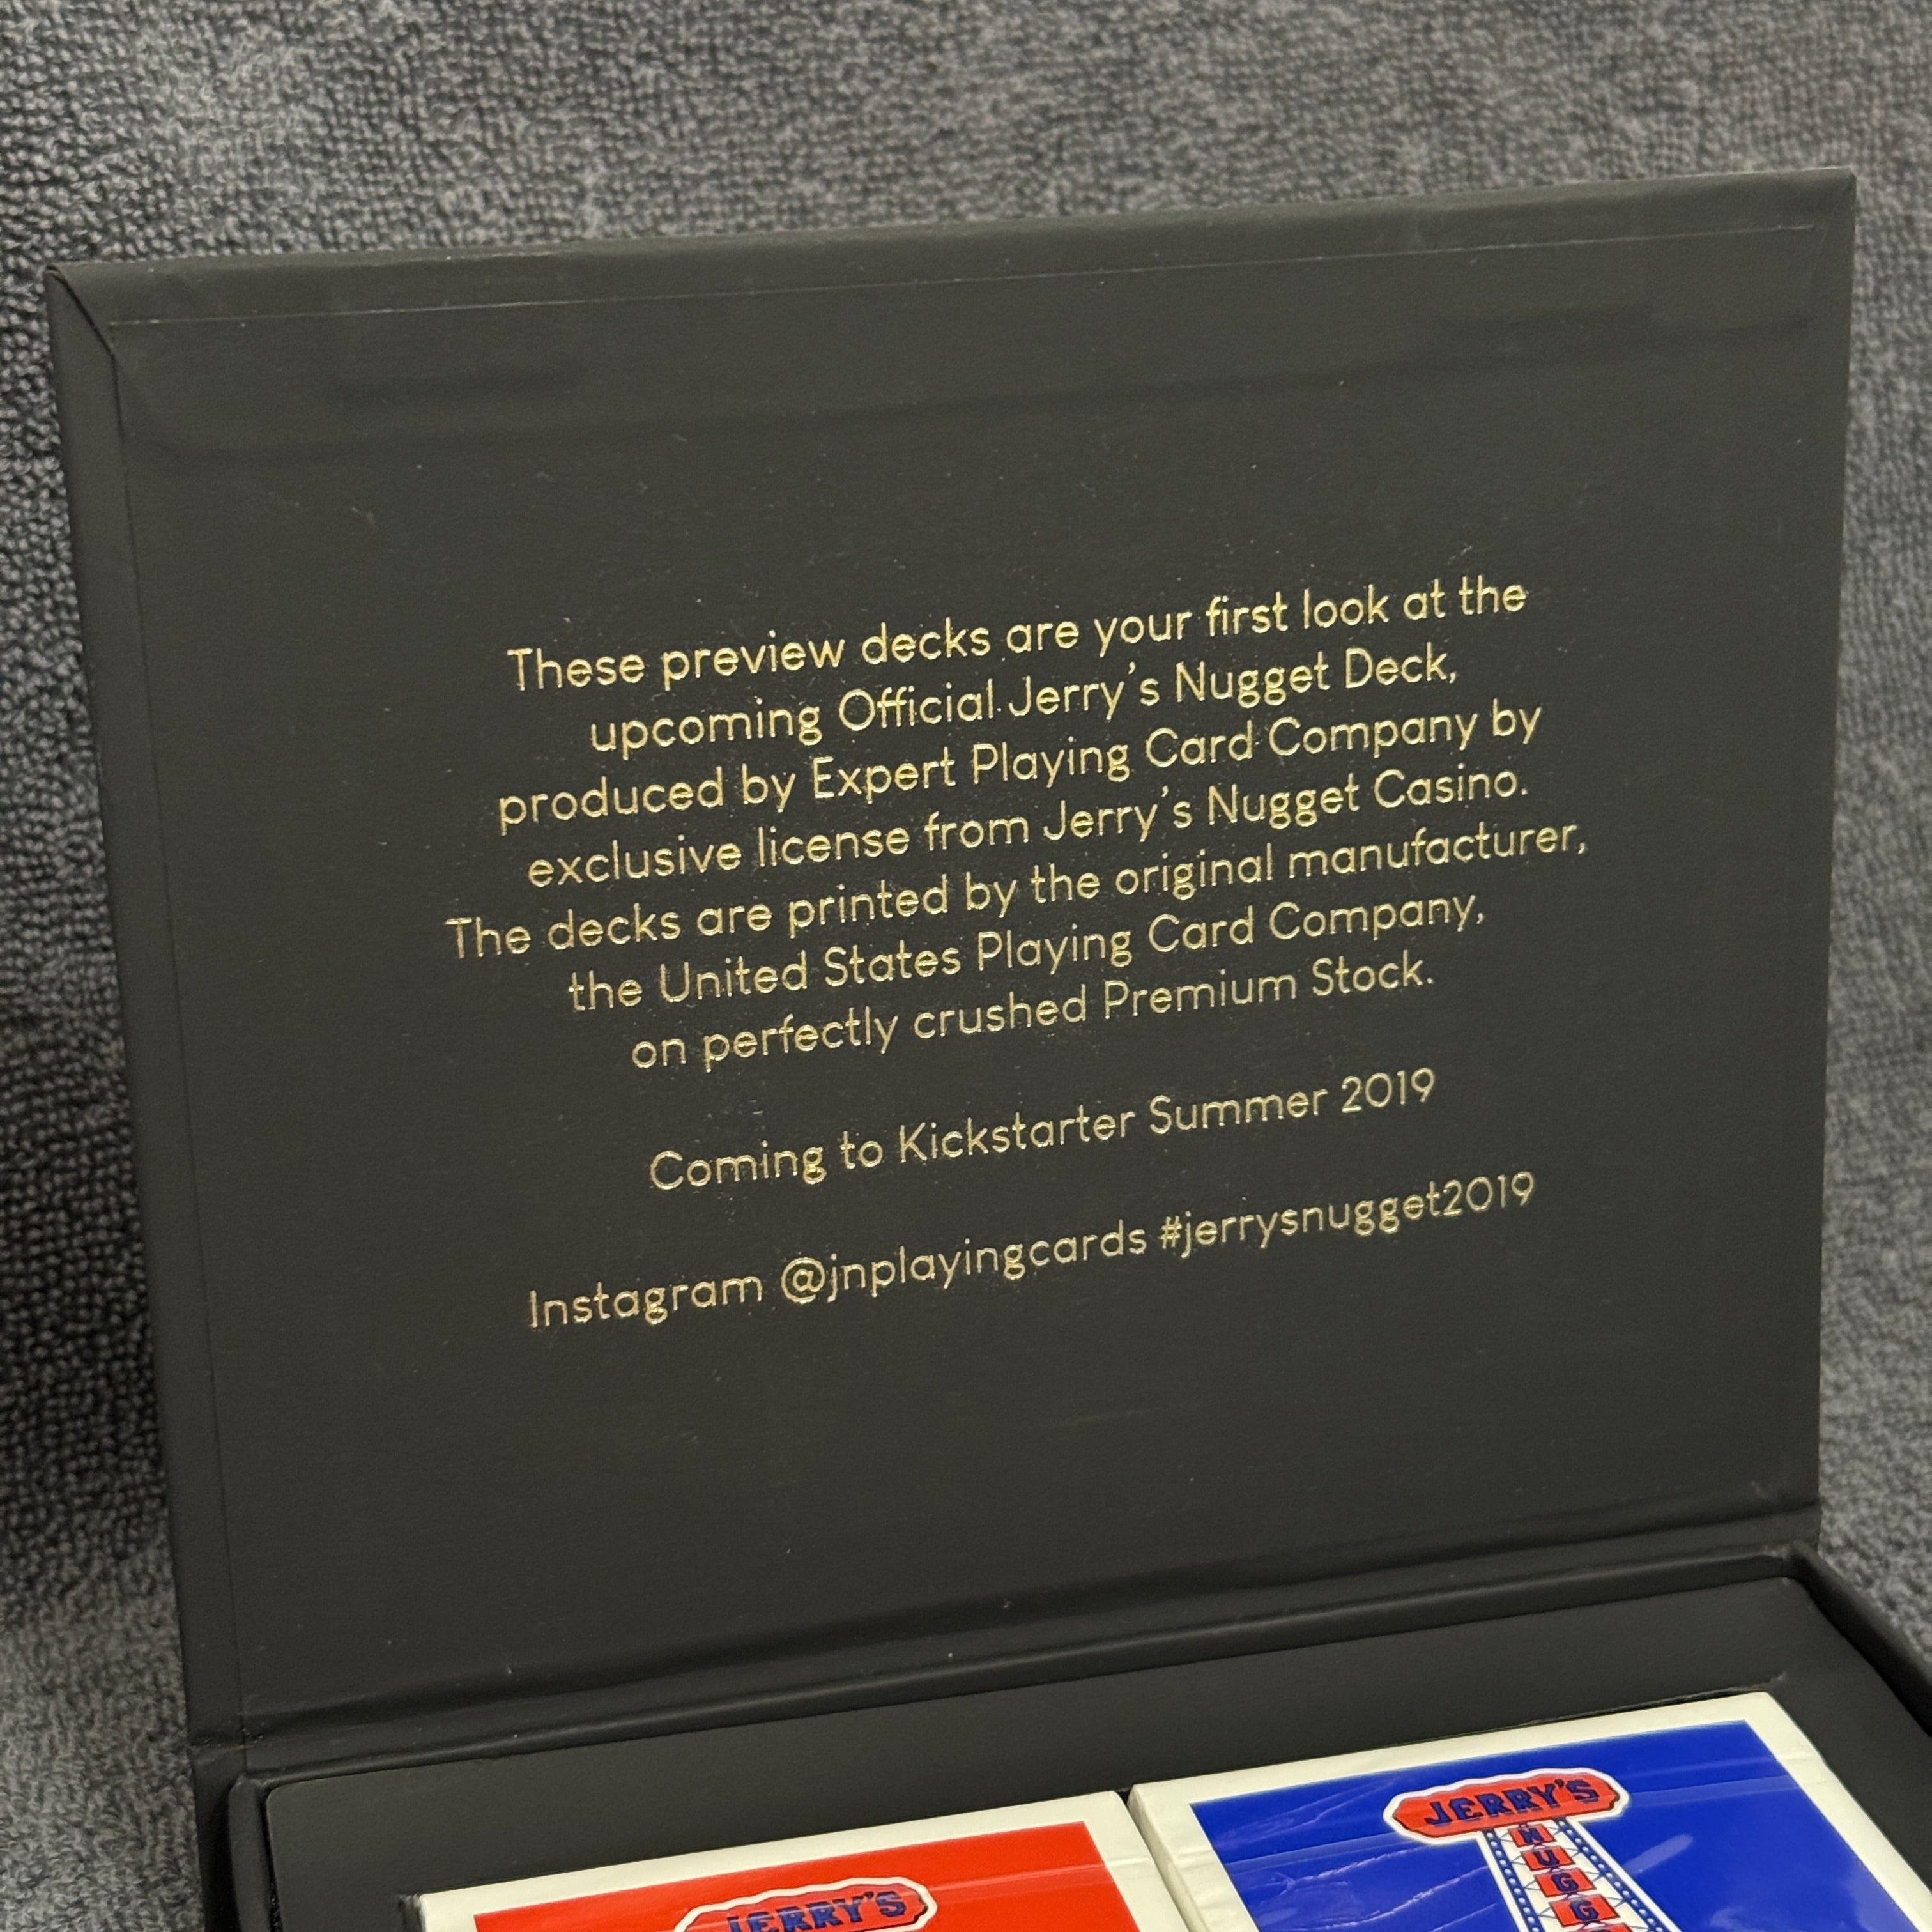 These preview decks are your first look at the
upcoming Official Jerry's Nugget Deck,
produced by Expert Playing Card Company by
exclusive license from Jerry's Nugget Casino.
The decks are printed by the original manufacturer,
the United States Playing Card Company,
on perfectly crushed Premium Stock.
Coming to Kickstarter Summer 2019
Instagram @jnplayingcards #jerrysnugget2019
JERRY'S
NUGG
JERRY'S